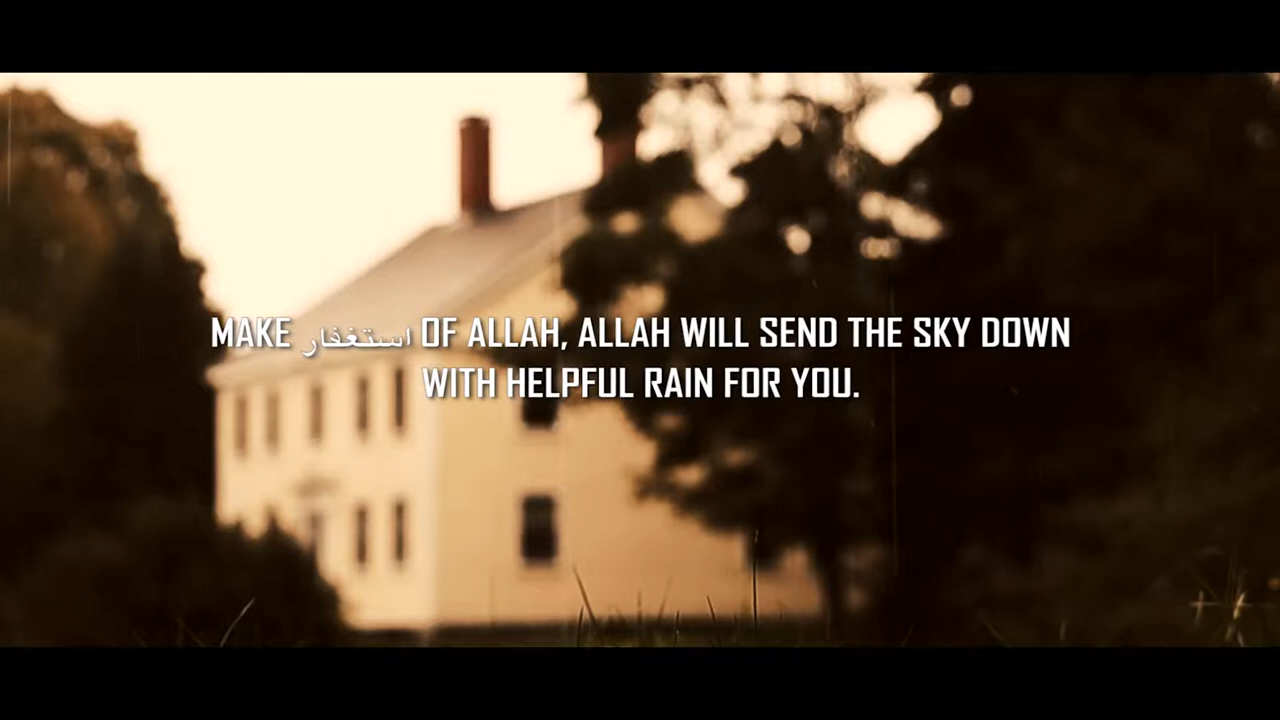 MAKE استغفار OF ALLAH, ALLAH WILL SEND THE SKY DOWN
WITH HELPFUL RAIN FOR YOU.